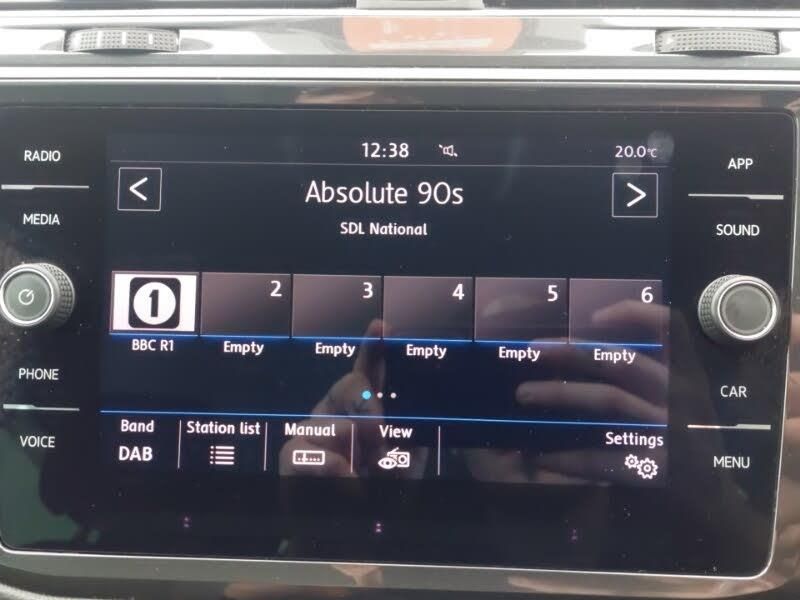 RADIO
MEDIA
PHONE
VOICE
12:38
20.0°C
Absolute 90s
SDL National
1
2
3
4
5
6
BBC R1
Empty
Empty
Empty
Empty
Empty
Band
DAB
Station list
Manual
View
Settings
APP
SOUND
CAR
MENU